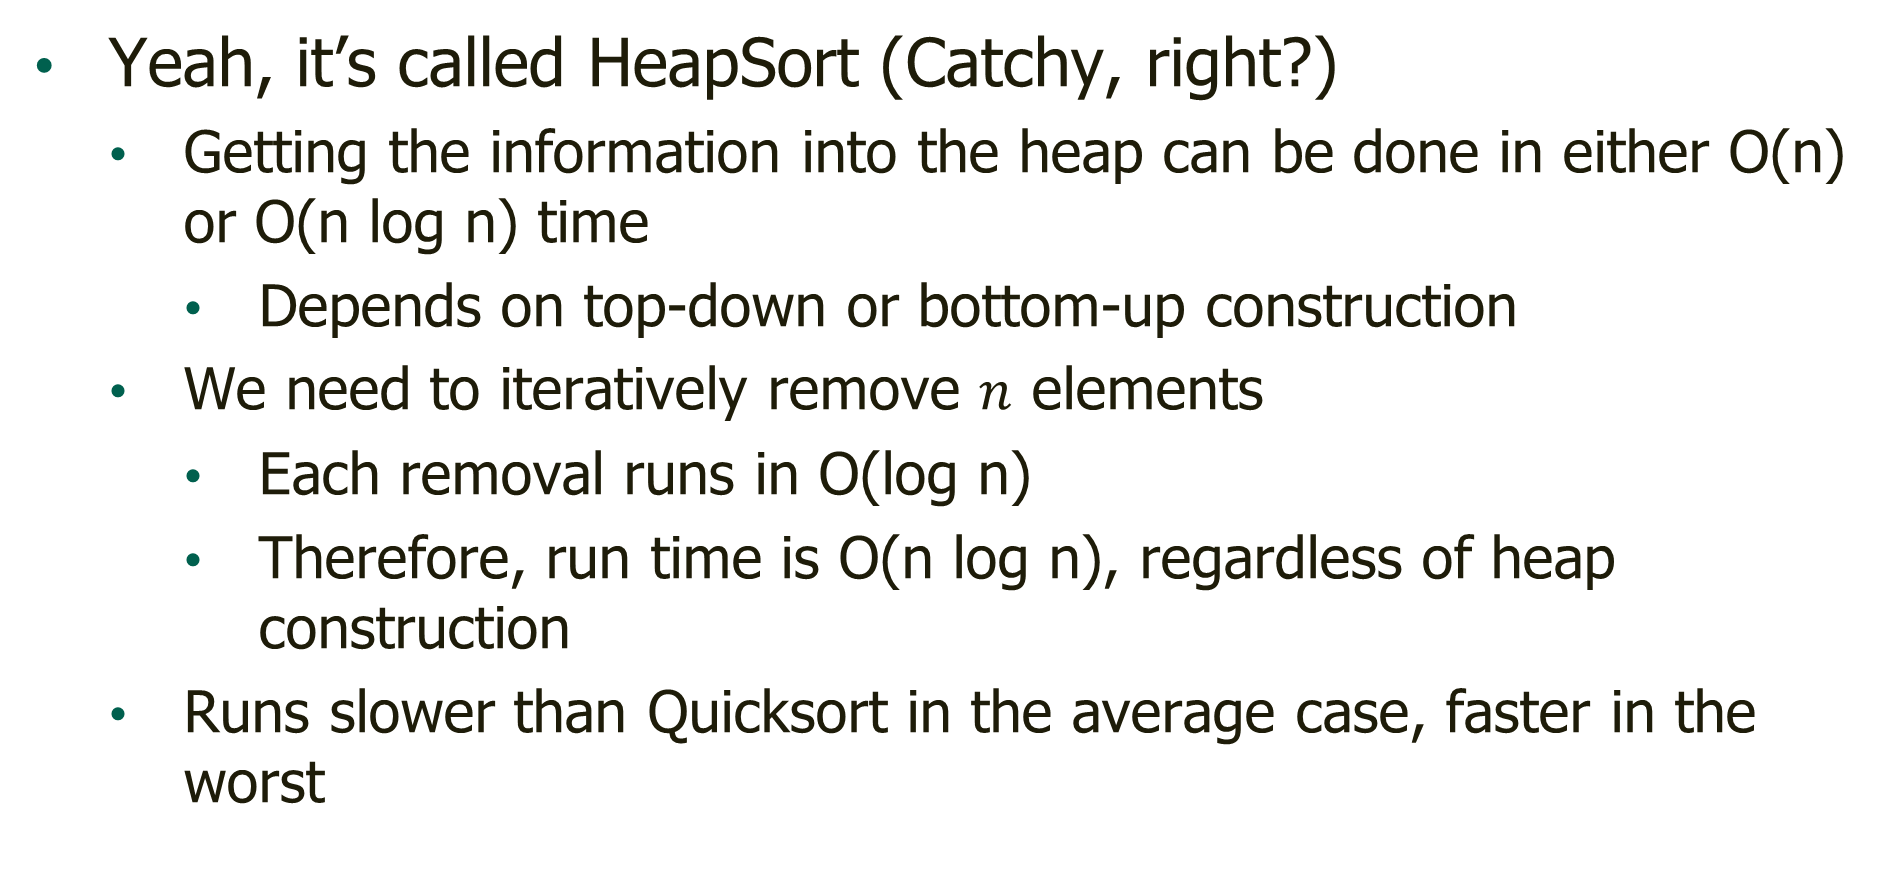 • Yeah, it’s called HeapSort (Catchy, right?)
• Getting the information into the heap can be done in either O(n)
or O(n log n) time
• Depends on top-down or bottom-up construction
• We need to iteratively remove 𝑛 elements
• Each removal runs in O(log n)
• Therefore, run time is O(n log n), regardless of heap
construction
• Runs slower than Quicksort in the average case, faster in the
worst